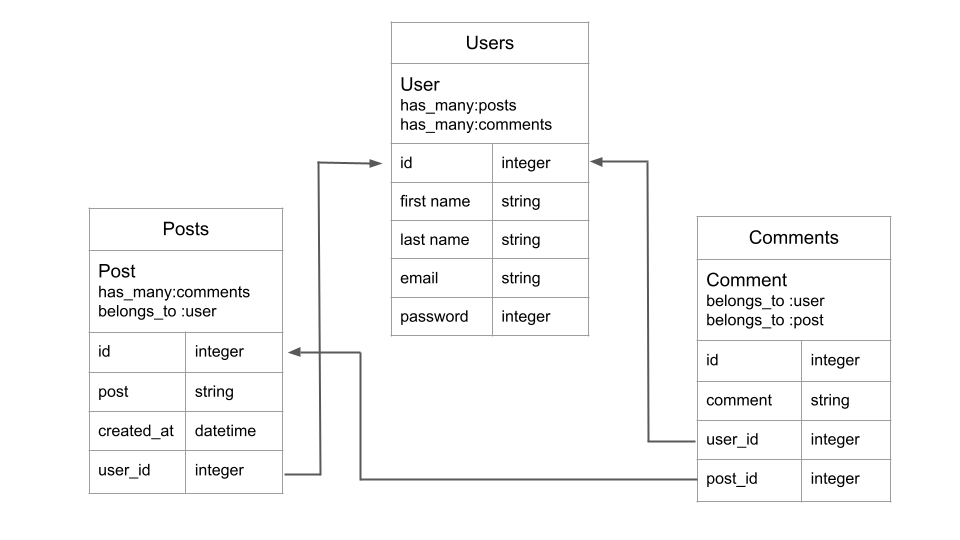 Users
User
has_many:posts
has_many:comments
id integer
first name string
last name string
email string
password integer
Posts
Post
has_many:comments
belongs_to :user
id integer
post string
created_at datetime
user_id integer
Comments
Comment
belongs_to :user
belongs_to :post
id integer
comment string
user_id integer
post_id integer